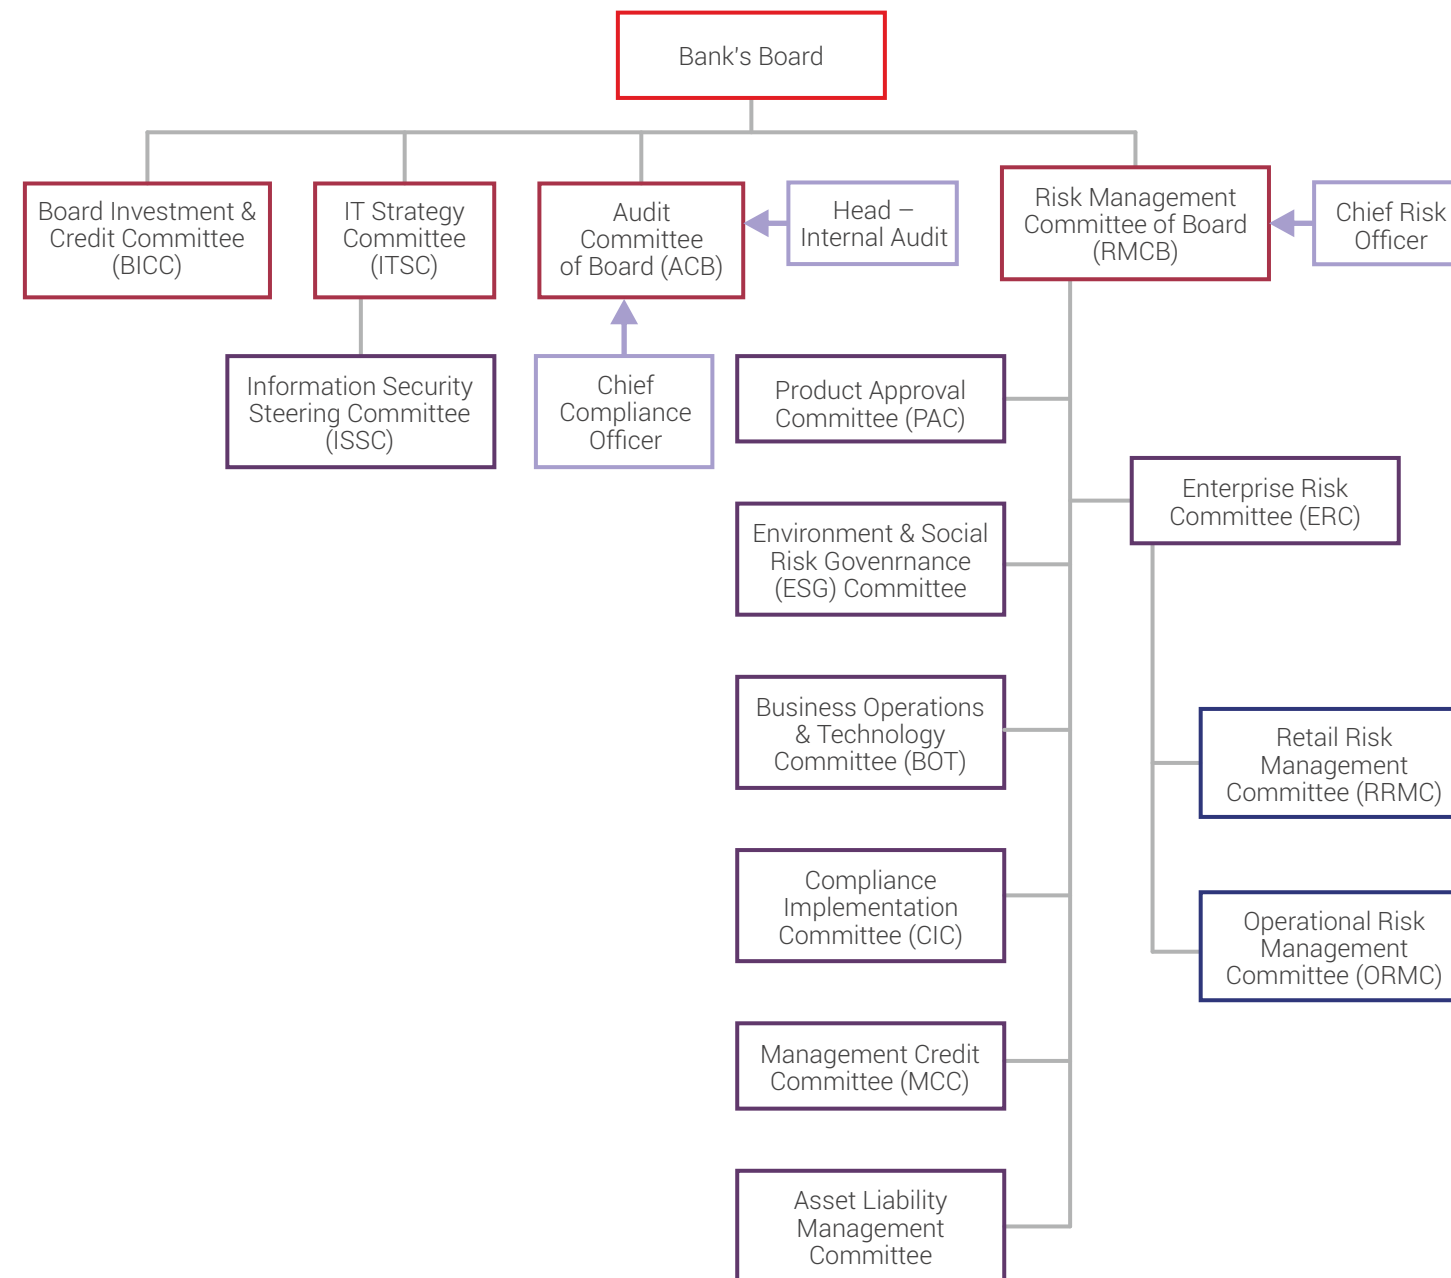 Bank's Board
Board Investment &
Credit Committee
(BICC)
IT Strategy
Committee
(ITSC)
Audit
Committee
of Board (ACB)
Head –
Internal Audit
Risk Management
Committee of Board
(RMCB)
Chief Risk
Officer
Information Security
Steering Committee
(ISSC)
Chief
Compliance
Officer
Product Approval
Committee (PAC)
Enterprise Risk
Committee (ERC)
Environment & Social
Risk Govenrnance
(ESG) Committee
Business Operations
& Technology
Committee (BOT)
Retail Risk
Management
Committee (RRMC)
Compliance
Implementation
Committee (CIC)
Operational Risk
Management
Committee (ORMC)
Management Credit
Committee (MCC)
Asset Liability
Management
Committee